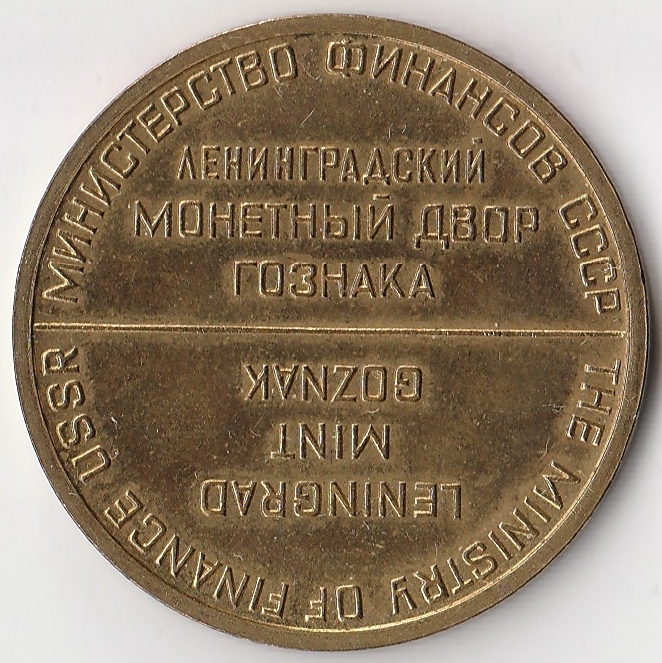 МИНИСТЕРСТВО ФИНАНСОВ СССР
ЛЕНИНГРАДСКИЙ
МОНЕТНЫЙ ДВОР
ГОЗНАКА
THE MINISTRY OF FINANCE USSR
LENINGRAD
MINT
GOZNAK